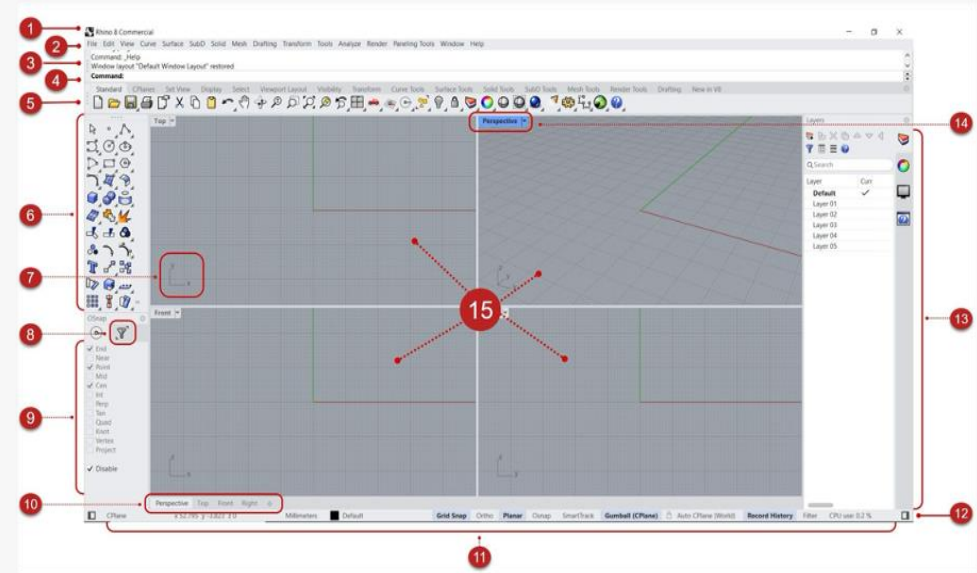 1
Rhino 8 Commercial
2
File Edit View Curve Surface SubD Solid Mesh Drafting Transform Tools Analyze Render Paneling Tools Window Help
3
Command: _Help
Window layout "Default Window Layout" restored
4
Command:
Standard CPlanes Set View Display Select Viewport Layout Visibility Transform Curve Tools Surface Tools Solid Tools SubD Tools Mesh Tools Render Tools Drafting New in V8
5
Top
Perspective
14
Layers
Search
Layer Curr
Default
Layer 01
Layer 02
Layer 03
Layer 04
Layer 05
6
z
x
y
7
x
15
13
OSnap
Front
8
9
End
Near
Point
Mid
Cen
Int
Perp
Tan
Quad
Knot
Vertex
Project
Disable
10
Perspective Top Front Right
CPlane Millimeters Default Grid Snap Ortho Planar Osnap SmartTrack Gumball (CPlane) Auto CPlane (World) Record History Filter CPU use: 0.2 %
12
11